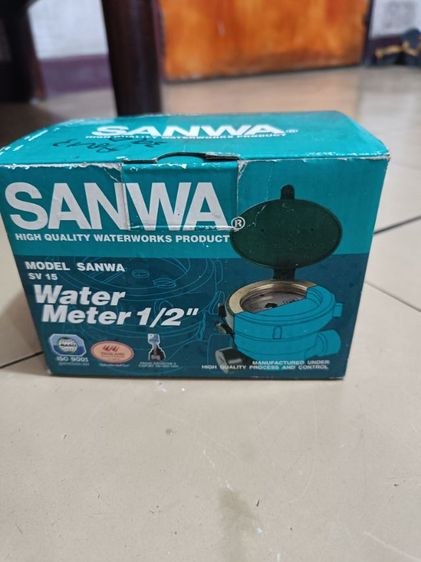 SANWA®
HIGH QUALITY WATERWORKS PRODUCT
SANWA®
HIGH QUALITY WATERWORKS PRODUCT
MODEL SANWA
SV 15
Water
Meter 1/2"
ISO 9001
MANUFACTURED UNDER
HIGH QUALITY PROCESS AND CONTROL